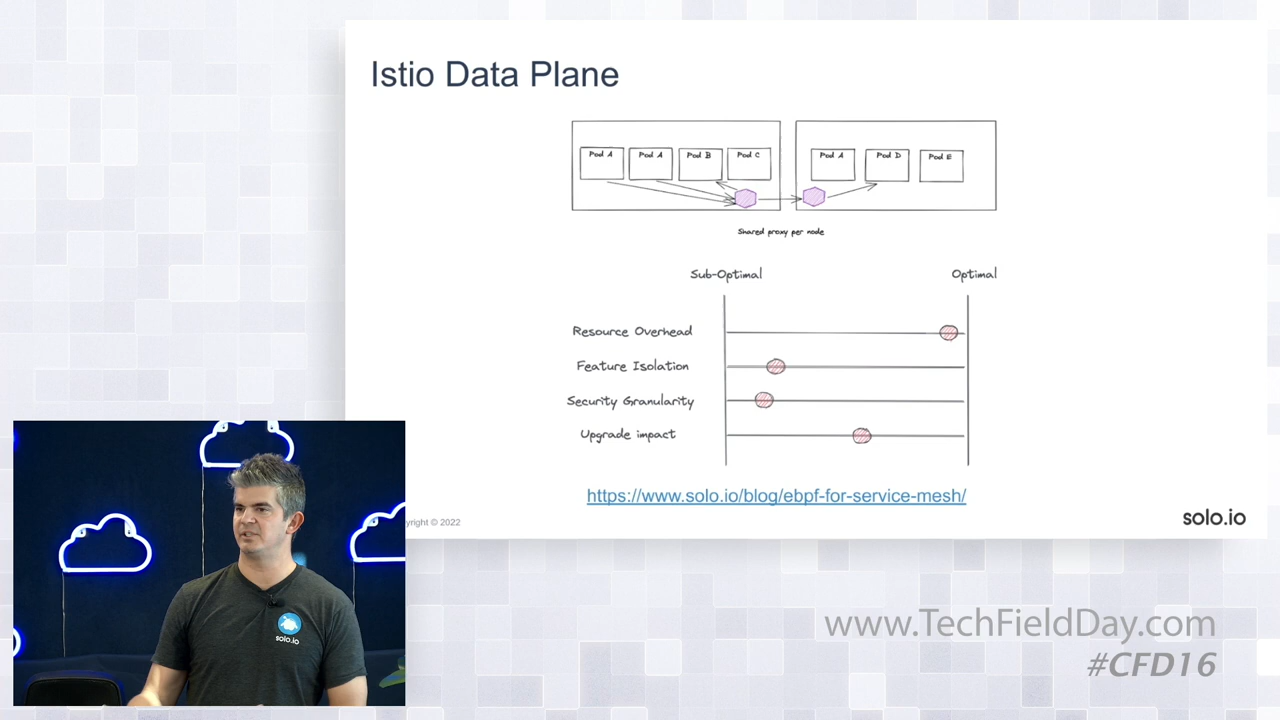 Istio Data Plane
Pod A
Pod A
Pod B
Pod C
Pod A
Pod D
Pod E
Shared proxy per node
Sub-Optimal
Optimal
Resource Overhead
Feature Isolation
Security Granularity
Upgrade impact
https://www.solo.io/blog/ebpf-for-service-mesh/
yright © 2022
solo.io
solo.io
www.TechFieldDay.com
#CFD16